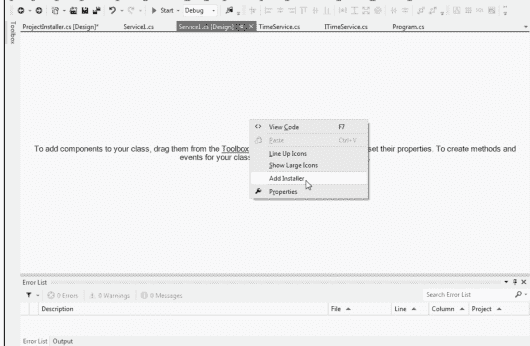 Start Debug
ProjectInstaller.cs [Design] Service1.cs Service1.cs [Design] TimeService.cs ITimeService.cs Program.cs
Toolbox
View Code F7
Paste Ctrl+V
Line Up Icons
Show Large Icons
Add Installer
Properties
To add components to your class, drag them from the Toolbox set their properties. To create methods and
events for your clas
Error List
0 Errors 0 Warnings 0 Messages Search Error List
Description File Line Column Project
Error List Output